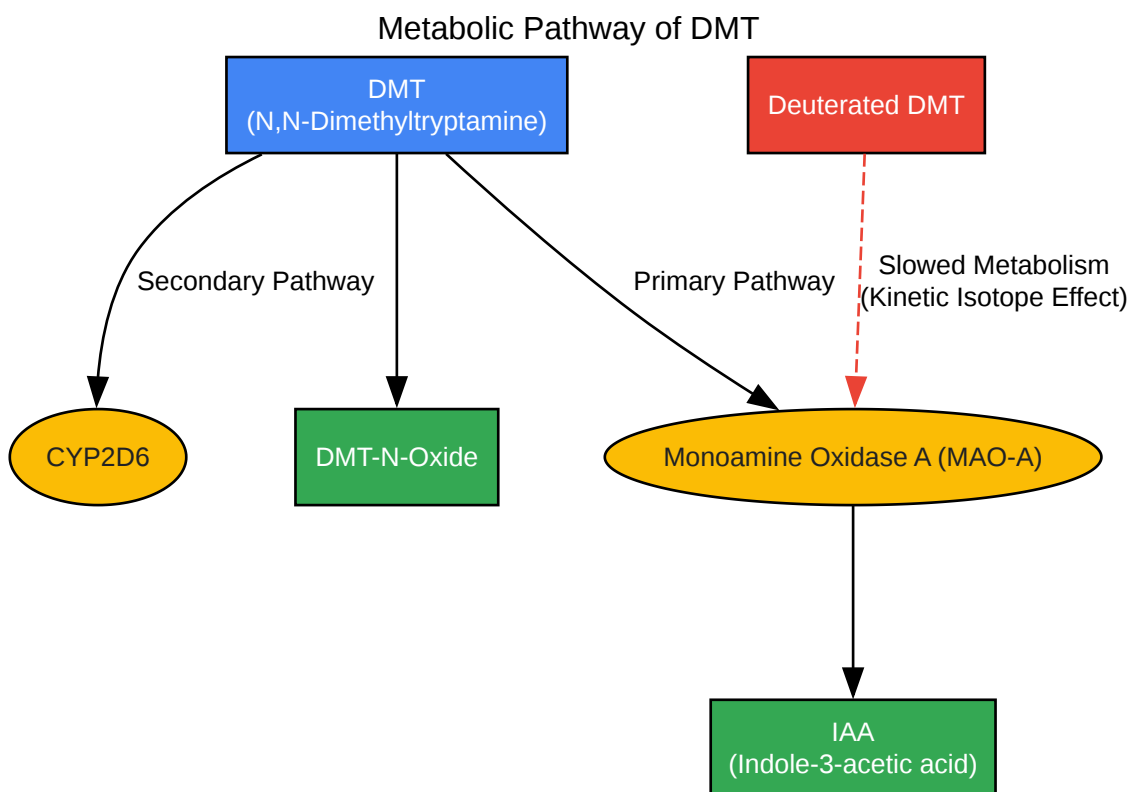 Metabolic Pathway of DMT
DMT
(N,N-Dimethyltryptamine)
Deuterated DMT
Secondary Pathway
Primary Pathway
Slowed Metabolism
(Kinetic Isotope Effect)
CYP2D6
DMT-N-Oxide
Monoamine Oxidase A (MAO-A)
IAA
(Indole-3-acetic acid)